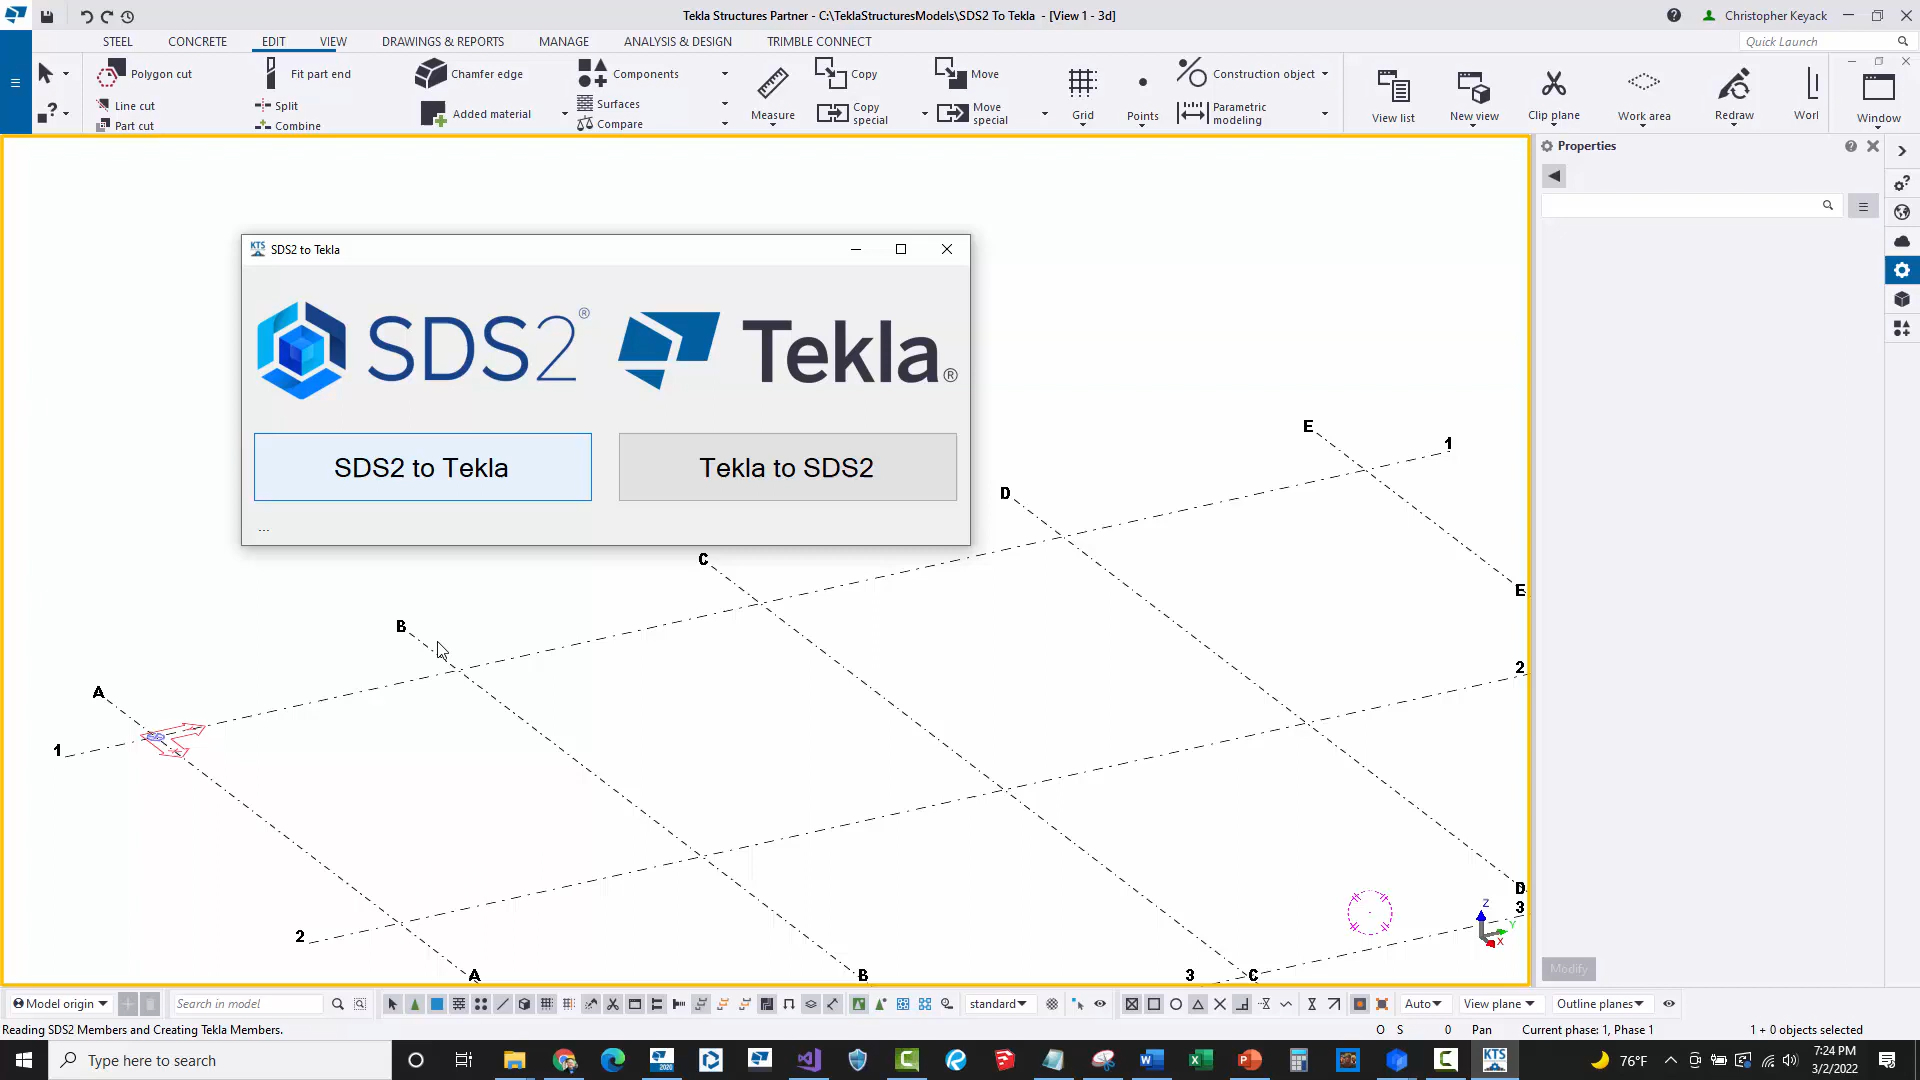 Tekla Structures Partner - C:\TeklaStructuresModels\SDS2 To Tekla - [View 1 - 3d]
Christopher Keyack
STEEL CONCRETE EDIT VIEW DRAWINGS & REPORTS MANAGE ANALYSIS & DESIGN TRIMBLE CONNECT
Quick Launch
Polygon cut
Line cut
Part cut
Fit part end
Split
Combine
Chamfer edge
Added material
Components
Surfaces
Compare
Measure
Copy
Copy special
Move
Move special
Grid
Points
Construction object
Parametric modeling
View list
New view
Clip plane
Work area
Redraw
Worl
Window
Properties
KTS SDS2 to Tekla
SDS2® Tekla®
SDS2 to Tekla
Tekla to SDS2
...
E
1
D
C
E
B
2
A
1
D
3
2
A
B
3
C
Z
Y
X
Modify
Model origin
Search in model
standard
Auto
View plane
Outline planes
Reading SDS2 Members and Creating Tekla Members.
O S 0 Pan Current phase: 1, Phase 1 1 + 0 objects selected
Type here to search
2020
KTS
76°F
7:24 PM
3/2/2022